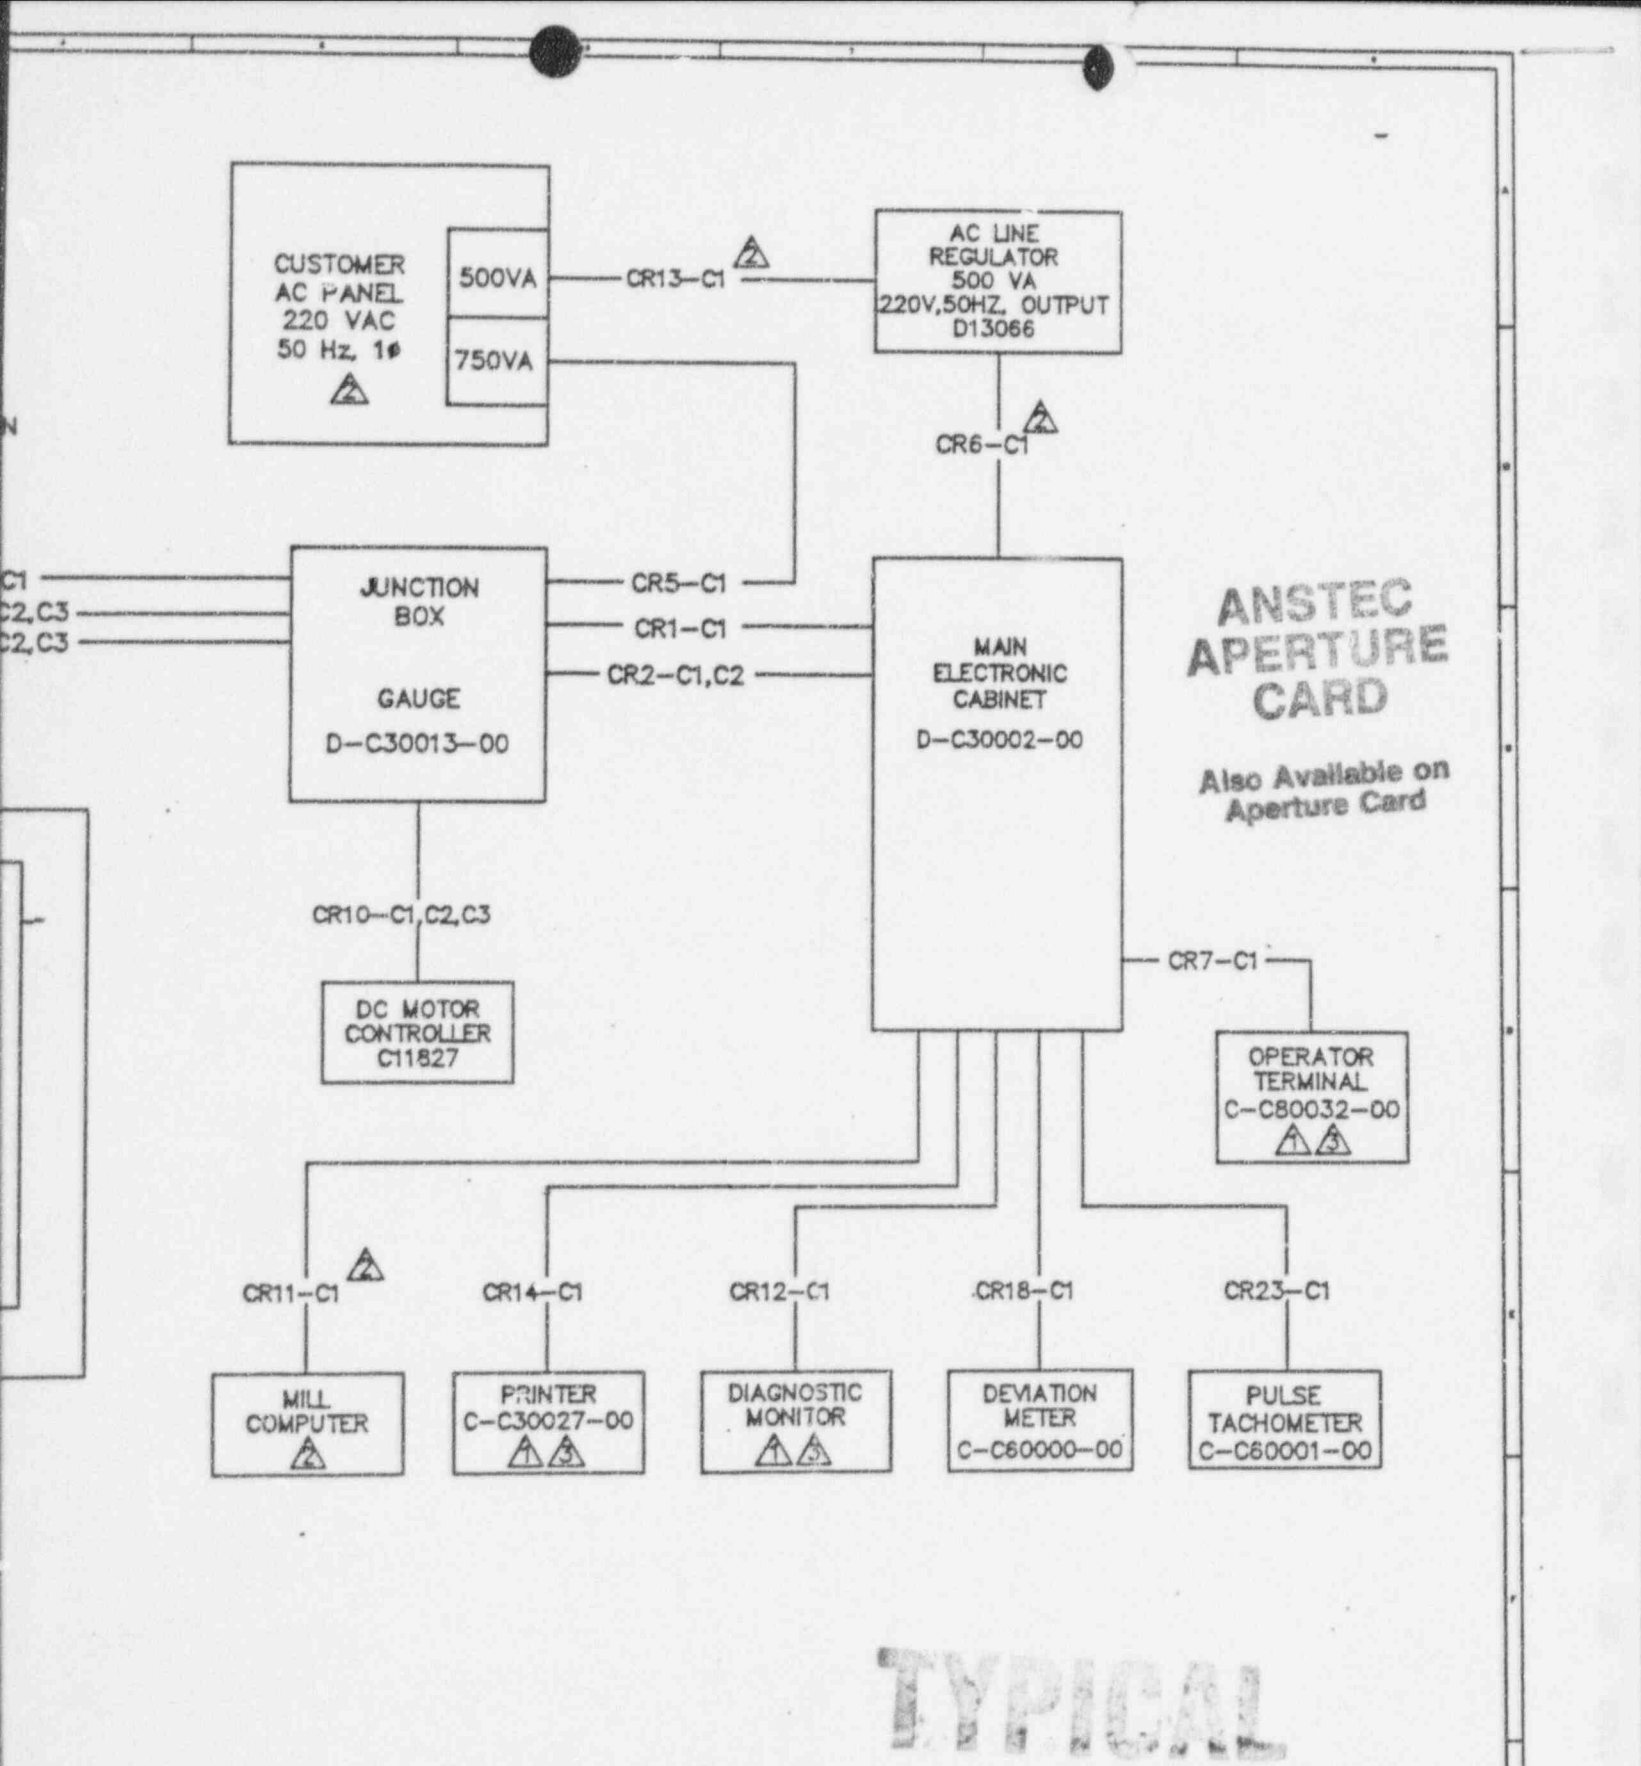 CUSTOMER
AC PANEL
220 VAC
50 Hz, 1ø
2
500VA
750VA
CR13-C1
2
AC LINE
REGULATOR
500 VA
220V,50HZ. OUTPUT
D13066
CR6-C1
2
N
C1
C2,C3
C2,C3
JUNCTION
BOX
GAUGE
D-C30013-00
CR5-C1
CR1-C1
CR2-C1,C2
MAIN
ELECTRONIC
CABINET
D-C30002-00
ANSTEC
APERTURE
CARD
Also Available on
Aperture Card
CR10-C1,C2,C3
DC MOTOR
CONTROLLER
C11827
CR7-C1
OPERATOR
TERMINAL
C-C80032-00
1 3
CR11-C1
2
CR14-C1
CR12-C1
CR18-C1
CR23-C1
MILL
COMPUTER
2
PRINTER
C-C30027-00
1 3
DIAGNOSTIC
MONITOR
1 3
DEVIATION
METER
C-C60000-00
PULSE
TACHOMETER
C-C60001-00
TYPICAL